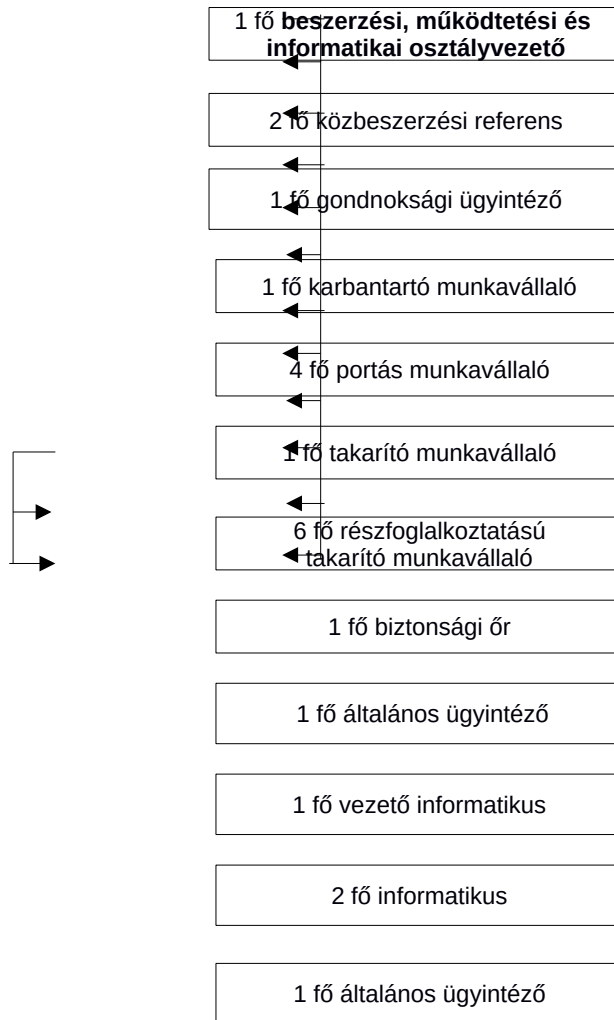 1 fő beszerzési, működtetési és
informatikai osztályvezető
2 fő közbeszerzési referens
1 fő gondnoksági ügyintéző
1 fő karbantartó munkavállaló
4 fő portás munkavállaló
1 fő takarító munkavállaló
6 fő részfoglalkoztatású
takarító munkavállaló
1 fő biztonsági őr
1 fő általános ügyintéző
1 fő vezető informatikus
2 fő informatikus
1 fő általános ügyintéző